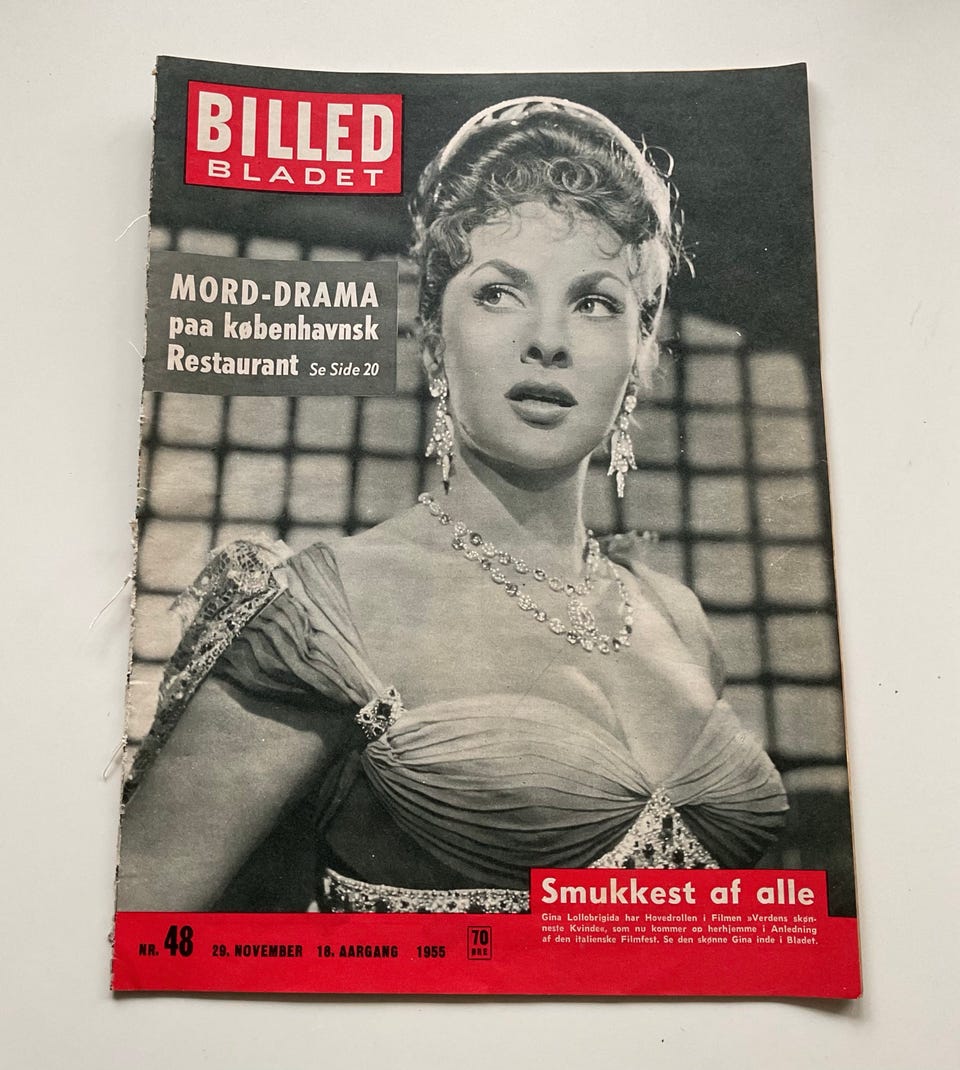 BILLED
BLADET
MORD-DRAMA
paa københavnsk
Restaurant Se Side 20
Smukkest af alle
Gina Lollobrigida har Hovedrollen i Filmen »Verdens skøn-
neste Kvinde«, som nu kommer op herhjemme i Anledning
af den italienske Filmfest. Se den skønne Gina inde i Bladet.
NR. 48 29. NOVEMBER 18. AARGANG 1955 70 ØRE